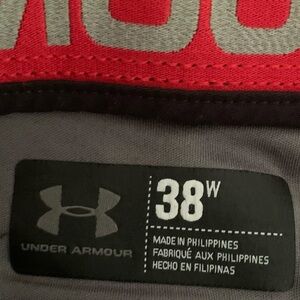 38W
UNDER ARMOUR
MADE IN PHILIPPINES
FABRIQUÉ AUX PHILIPPINES
HECHO EN FILIPINAS